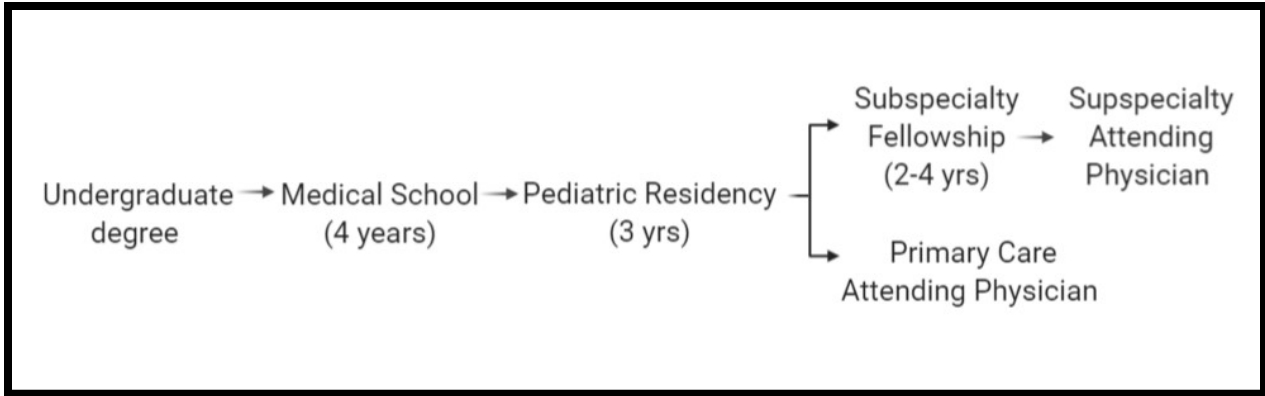 Undergraduate
degree
Medical School
(4 years)
Pediatric Residency
(3 yrs)
Subspecialty
Fellowship
(2-4 yrs)
Supspecialty
Attending
Physician
Primary Care
Attending Physician